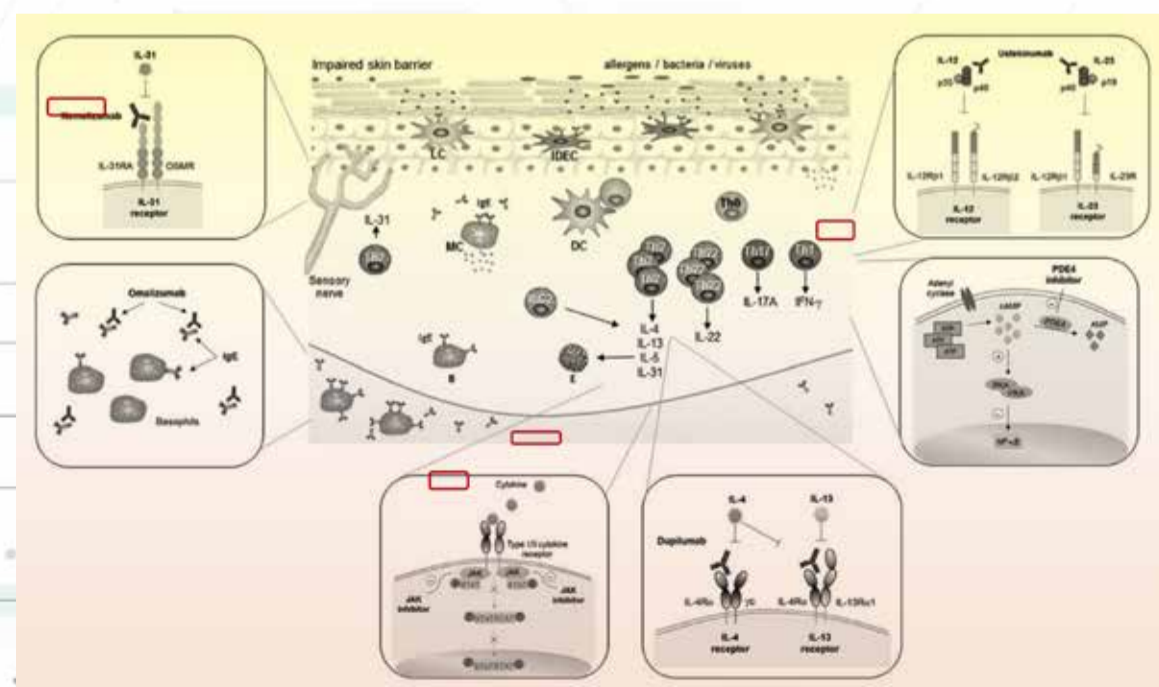 IL-31
Nemolizumab
IL-31RA
OSMR
IL-31
receptor
Impaired skin barrier
allergens / bacteria / viruses
LC
IDEC
IgE
IL-31
MC
DC
Th0
Th2
Th2
Th2
Th22
Th22
Th17
Th1
Sensory
nerve
IL-17A
IFN-γ
IL-4
IL-13
IL-5
IL-31
IL-22
IgE
B
E
Ustekinumab
IL-12
IL-23
p35
p40
p40
p19
IL-12Rβ1
IL-12Rβ2
IL-12Rβ1
IL-23R
IL-12
receptor
IL-23
receptor
Omalizumab
IgE
Basophils
PDE4
inhibitor
Adenyl
cyclase
cAMP
PDE4
AMP
ATP
PKA
NF-κB
Cytokine
Type I/II cytokine
receptor
JAK
JAK
JAK
inhibitor
JAK
inhibitor
IL-4
IL-13
Dupilumab
IL-4Rα
γc
IL-4Rα
IL-13Rα1
IL-4
receptor
IL-13
receptor